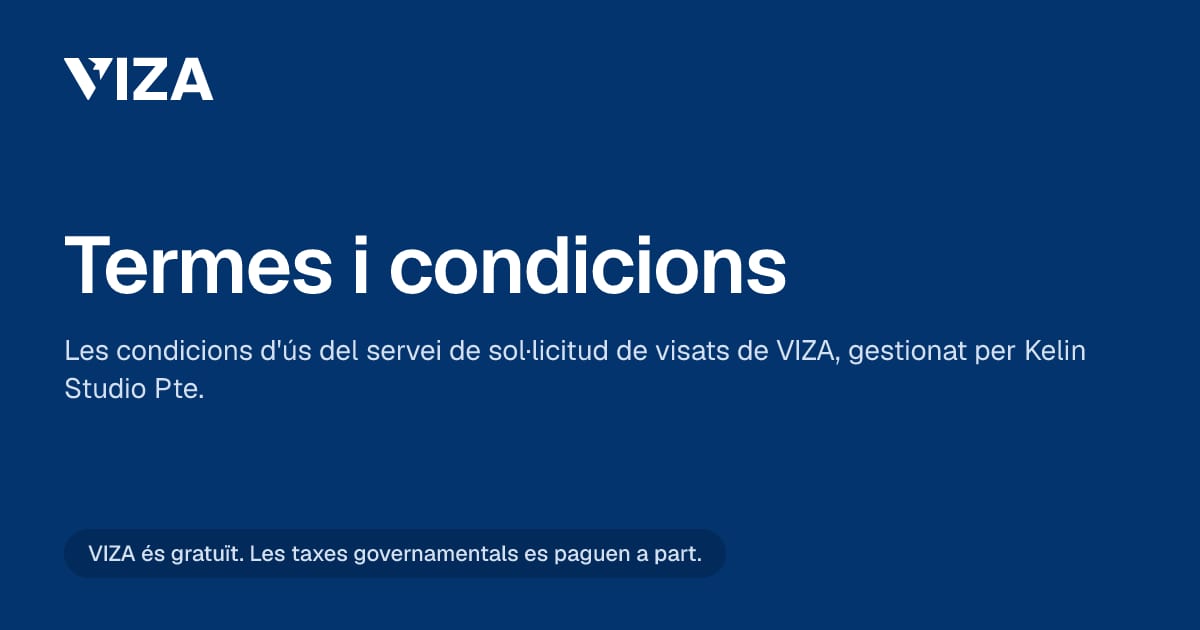 VIZA
Termes i condicions
Les condicions d'ús del servei de sol·licitud de visats de VIZA, gestionat per Kelin
Studio Pte.
VIZA és gratuït. Les taxes governamentals es paguen a part.